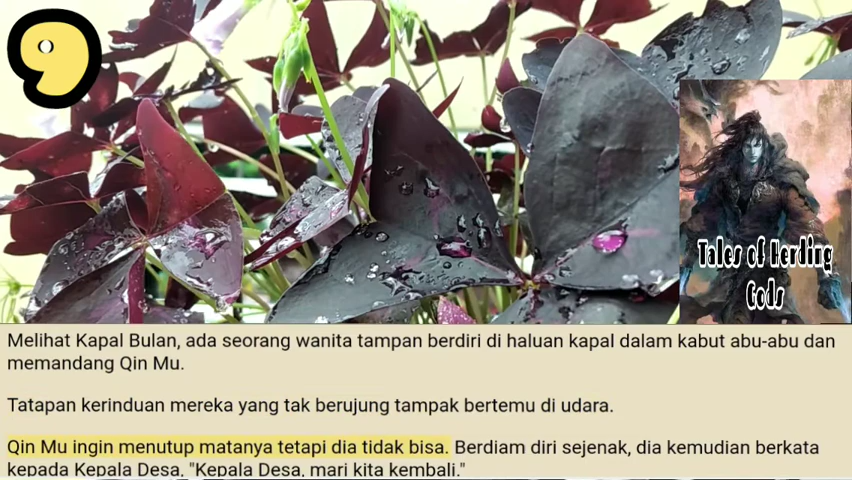 9
Tales of Herding
Gods
Melihat Kapal Bulan, ada seorang wanita tampan berdiri di haluan kapal dalam kabut abu-abu dan
memandang Qin Mu.
Tatapan kerinduan mereka yang tak berujung tampak bertemu di udara.
Qin Mu ingin menutup matanya tetapi dia tidak bisa. Berdiam diri sejenak, dia kemudian berkata
kepada Kepala Desa, "Kepala Desa, mari kita kembali."